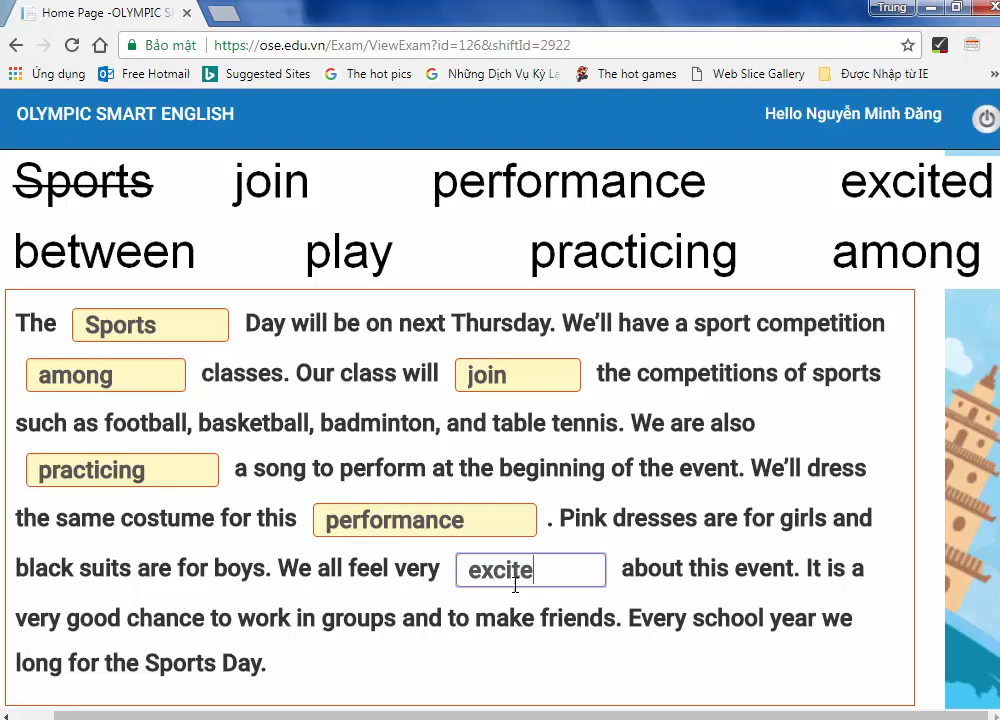 Home Page -OLYMPIC S
Trung
Bảo mật https://ose.edu.vn/Exam/ViewExam?id=126&shiftId=2922
Ứng dụng Free Hotmail Suggested Sites The hot pics Những Dịch Vụ Kỳ L The hot games Web Slice Gallery Được Nhập từ IE »
OLYMPIC SMART ENGLISH Hello Nguyễn Minh Đăng
Sports join performance excited
between play practicing among
The Sports Day will be on next Thursday. We'll have a sport competition
among classes. Our class will join the competitions of sports
such as football, basketball, badminton, and table tennis. We are also
practicing a song to perform at the beginning of the event. We'll dress
the same costume for this performance . Pink dresses are for girls and
black suits are for boys. We all feel very excite about this event. It is a
very good chance to work in groups and to make friends. Every school year we
long for the Sports Day.